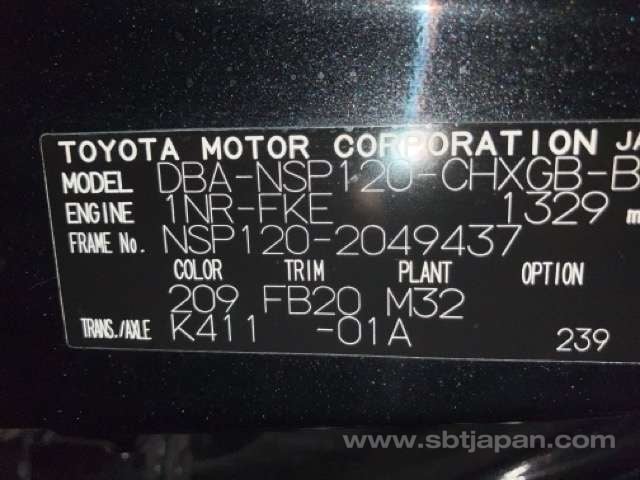 TOYOTA MOTOR CORPORATION JA
MODEL DBA-NSP120-CHXGB-B
ENGINE 1NR-FKE 1329 m
FRAME No. NSP120-2049437
COLOR TRIM PLANT OPTION
209 FB20 M32
TRANS./AXLE K411 -01A 239
www.sbtjapan.com